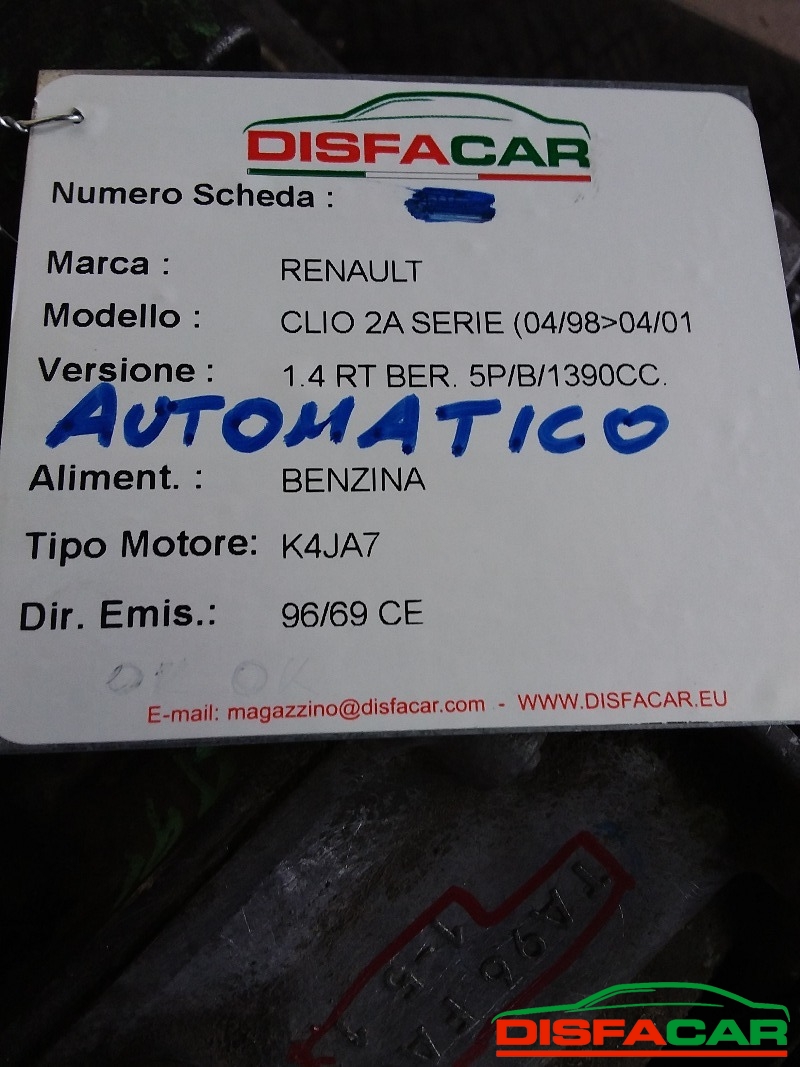 DISFACAR
Numero Scheda :
Marca : RENAULT
Modello : CLIO 2A SERIE (04/98>04/01
Versione : 1.4 RT BER. 5P/B/1390CC.
AUTOMATICO
Aliment. : BENZINA
Tipo Motore: K4JA7
Dir. Emis.: 96/69 CE
OK OK
E-mail: magazzino@disfacar.com - WWW.DISFACAR.EU
DISFACAR